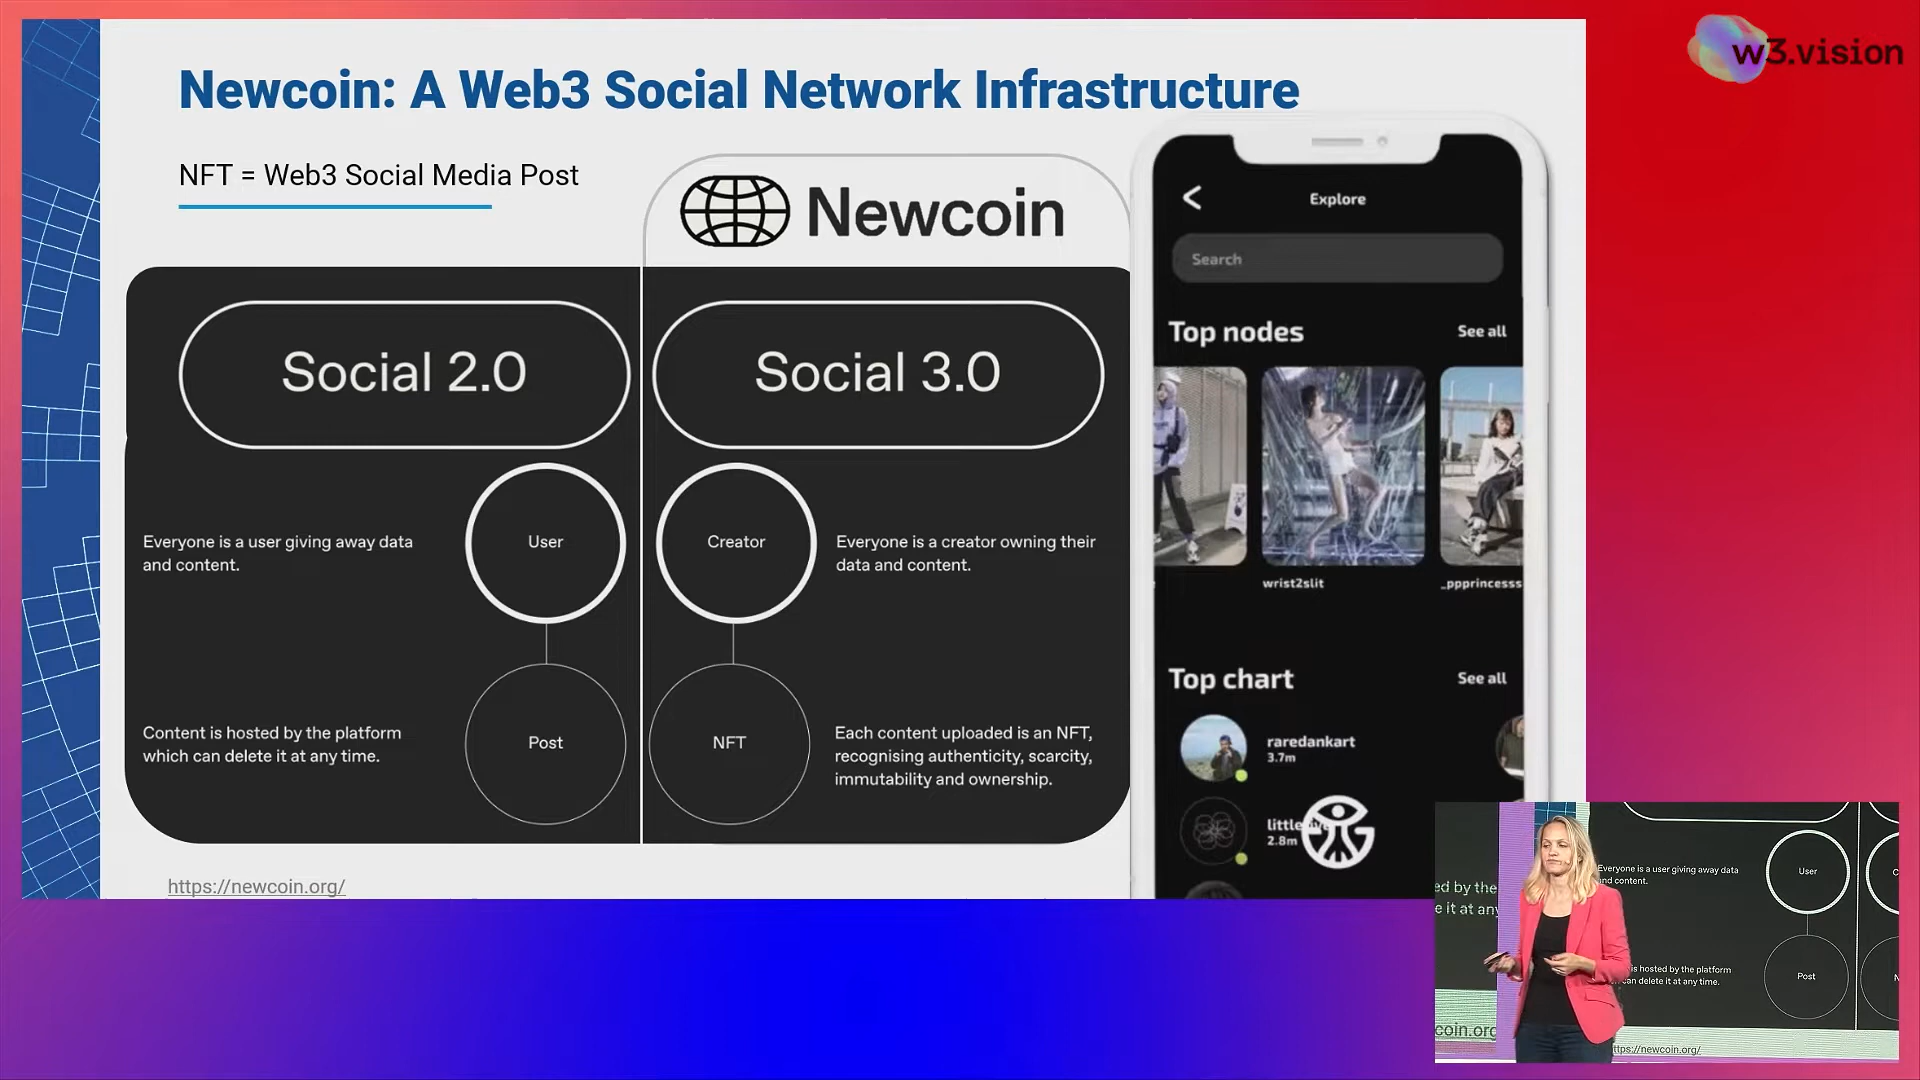 w3.vision
Newcoin: A Web3 Social Network Infrastructure
NFT = Web3 Social Media Post
Newcoin
Social 2.0
Social 3.0
Everyone is a user giving away data
and content.
User
Creator
Everyone is a creator owning their
data and content.
Content is hosted by the platform
which can delete it at any time.
Post
NFT
Each content uploaded is an NFT,
recognising authenticity, scarcity,
immutability and ownership.
https://newcoin.org/
Explore
Search
Top nodes
See all
wrist2slit
_ppprincesss
Top chart
See all
raredankart
3.7m
little
2.8m
ed by the
e it at any
coin.org
Everyone is a user giving away data
and content.
User
C
is hosted by the platform
can delete it at any time.
Post
N
ttps://newcoin.org/